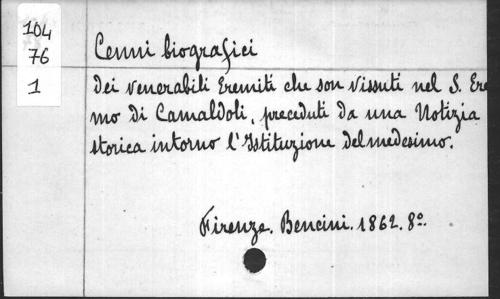 104
76
1
Cenni biografici
dei venerabili Eremiti che son vissuti nel S. Ere
mo di Camaldoli, preceduti da una Notizia
storica intorno l'Istituzione del medesimo.
Firenze. Bencini. 1862. 8º.